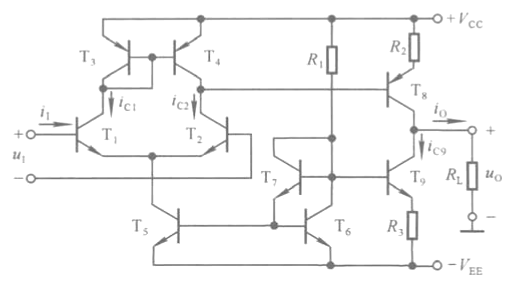 +V_CC
T_3
T_4
R_1
R_2
T_8
i_I
i_C1
i_C2
i_O
+
T_1
T_2
+
u_I
i_C9
−
T_7
T_9
R_L
u_O
T_5
T_6
R_3
−
−V_EE